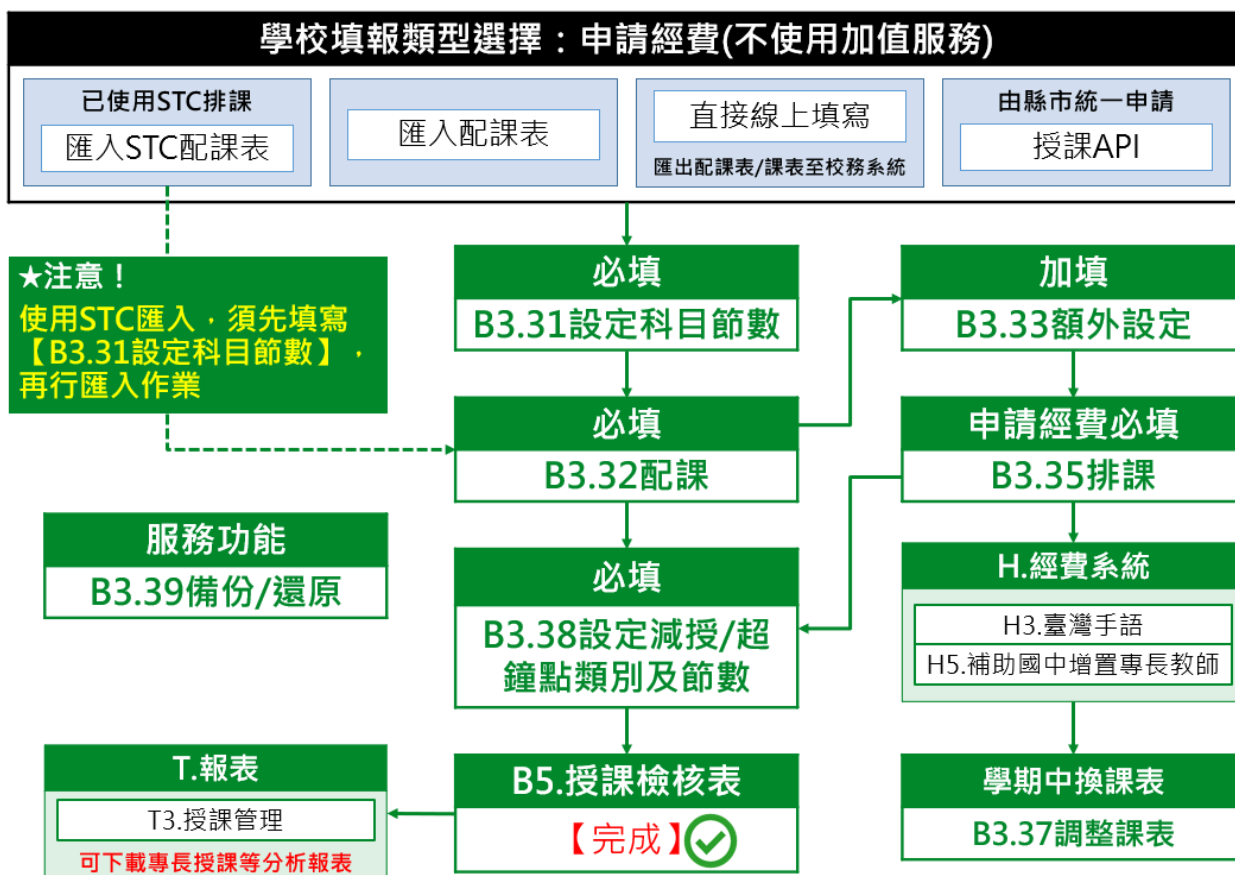 學校填報類型選擇：申請經費(不使用加值服務)
已使用STC排課
匯入STC配課表
匯入配課表
直接線上填寫
匯出配課表/課表至校務系統
由縣市統一申請
授課API
★注意！
使用STC匯入，須先填寫
【B3.31設定科目節數】，
再行匯入作業
必填
B3.31設定科目節數
加填
B3.33額外設定
必填
B3.32配課
申請經費必填
B3.35排課
服務功能
B3.39備份/還原
必填
B3.38設定減授/超
鐘點類別及節數
H.經費系統
H3.臺灣手語
H5.補助國中增置專長教師
T.報表
T3.授課管理
可下載專長授課等分析報表
B5.授課檢核表
【完成】
學期中換課表
B3.37調整課表